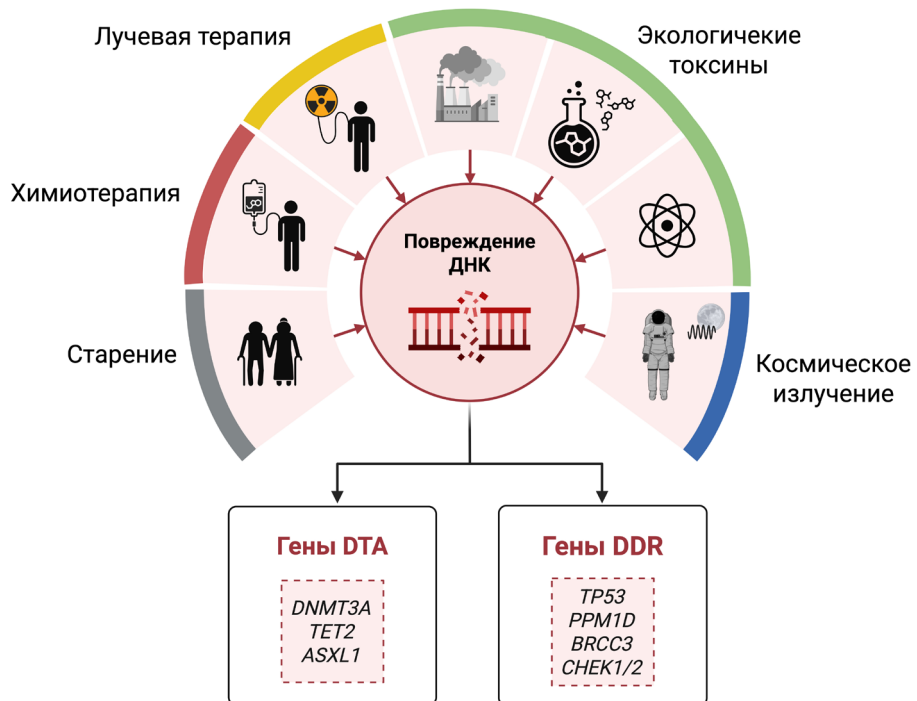 Лучевая терапия
Экологичекие
токсины
Химиотерапия
Повреждение
ДНК
Старение
Космическое
излучение
Гены DTA
DNMT3A
TET2
ASXL1
Гены DDR
TP53
PPM1D
BRCC3
CHEK1/2